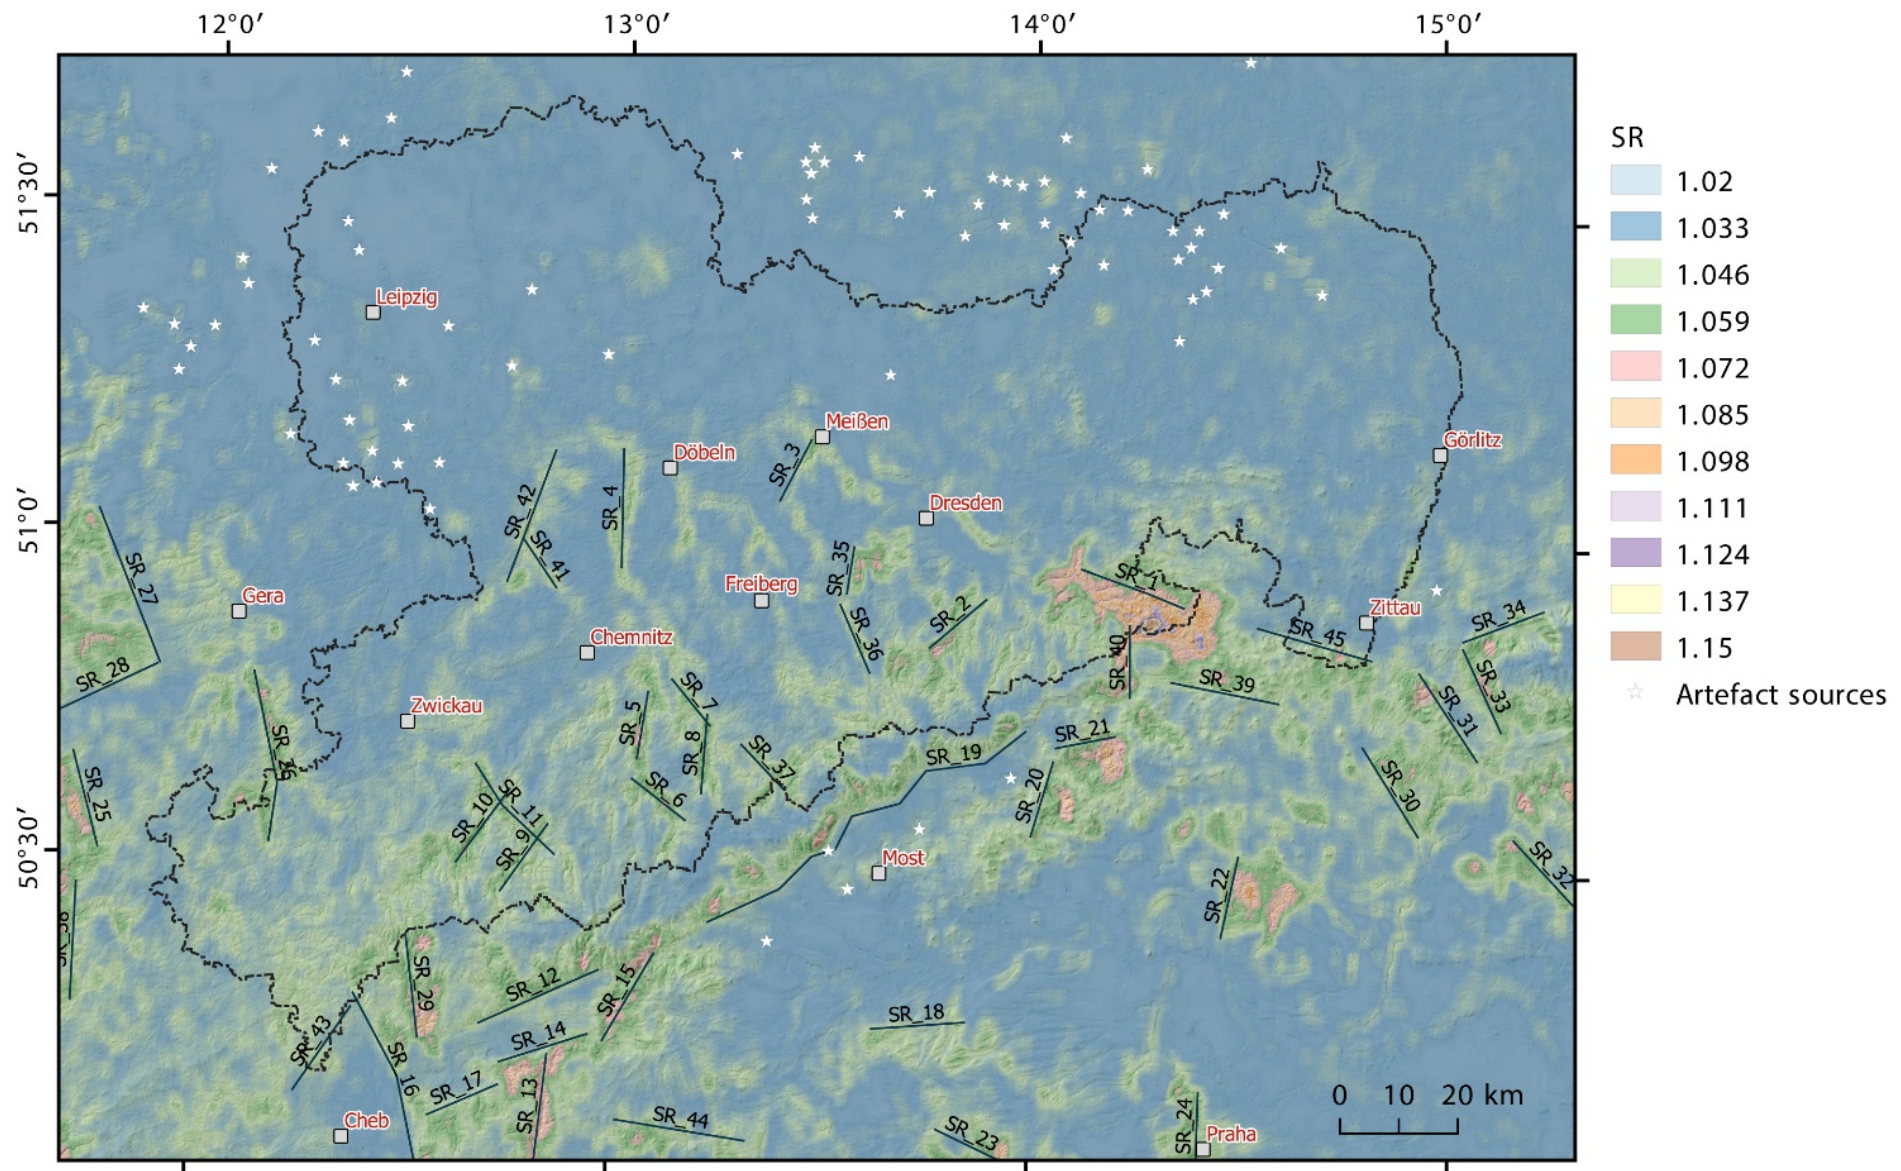 12°0′ 13°0′ 14°0′ 15°0′
51°30′
51°0′
50°30′
Leipzig
Meißen
Döbeln
Görlitz
Dresden
Freiberg
Gera
Chemnitz
Zittau
Zwickau
Most
Cheb
Praha
SR_3
SR_42
SR_4
SR_41
SR_35
SR_27
SR_1
SR_2
SR_36
SR_45
SR_34
SR_28
SR_40
SR_39
SR_33
SR_31
SR_26
SR_5
SR_7
SR_8
SR_37
SR_19
SR_21
SR_25
SR_10
SR_11
SR_9
SR_6
SR_20
SR_30
SR_32
SR_22
SR_29
SR_12
SR_15
SR_43
SR_16
SR_14
SR_18
SR_17
SR_13
SR_44
SR_23
SR_24
0 10 20 km
SR
1.02
1.033
1.046
1.059
1.072
1.085
1.098
1.111
1.124
1.137
1.15
Artefact sources